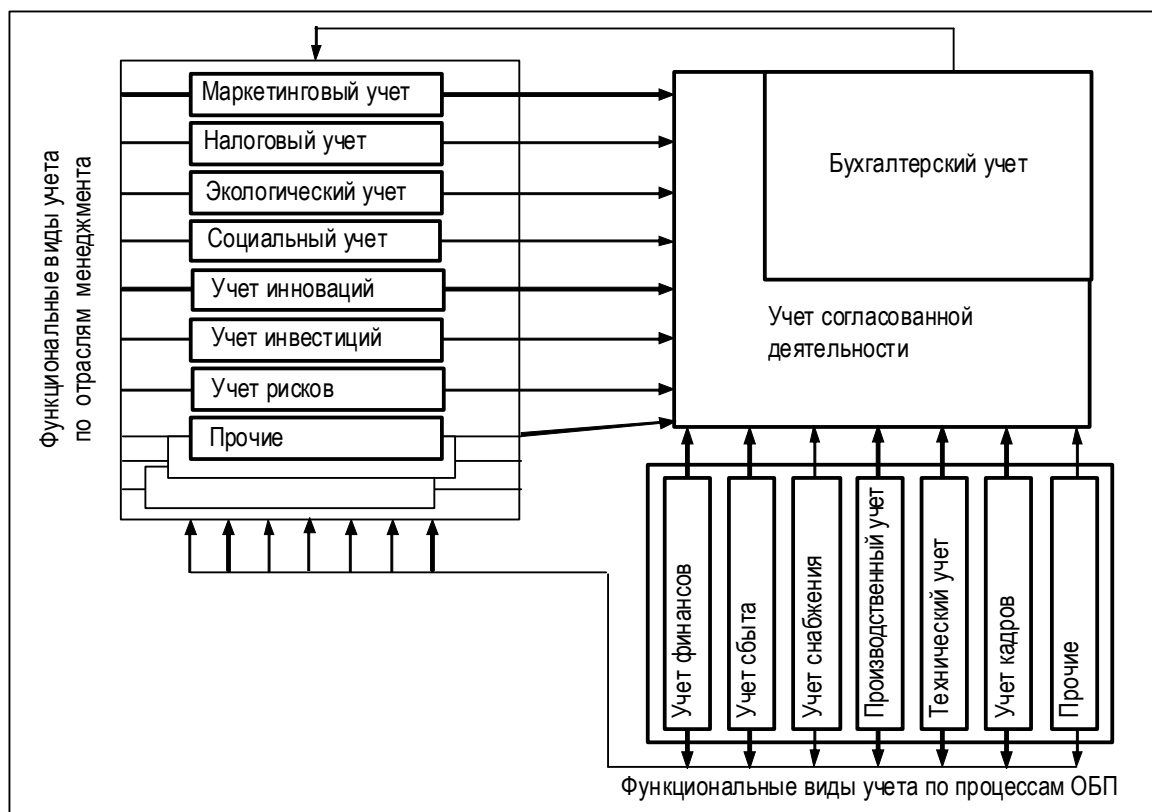 Функциональные виды учета
по отраслям менеджмента
Маркетинговый учет
Налоговый учет
Экологический учет
Социальный учет
Учет инноваций
Учет инвестиций
Учет рисков
Прочие
Бухгалтерский учет
Учет согласованной
деятельности
Учет финансов
Учет сбыта
Учет снабжения
Производственный учет
Технический учет
Учет кадров
Прочие
Функциональные виды учета по процессам ОБП